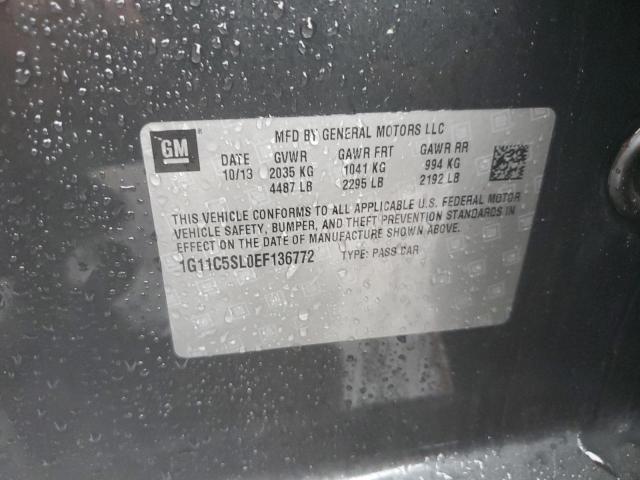 GM
MFD BY GENERAL MOTORS LLC
DATE GVWR GAWR FRT GAWR RR
10/13 2035 KG 1041 KG 994 KG
4487 LB 2295 LB 2192 LB
THIS VEHICLE CONFORMS TO ALL APPLICABLE U.S. FEDERAL MOTOR
VEHICLE SAFETY, BUMPER, AND THEFT PREVENTION STANDARDS IN
EFFECT ON THE DATE OF MANUFACTURE SHOWN ABOVE.
1G11C5SL0EF136772 TYPE: PASS CAR